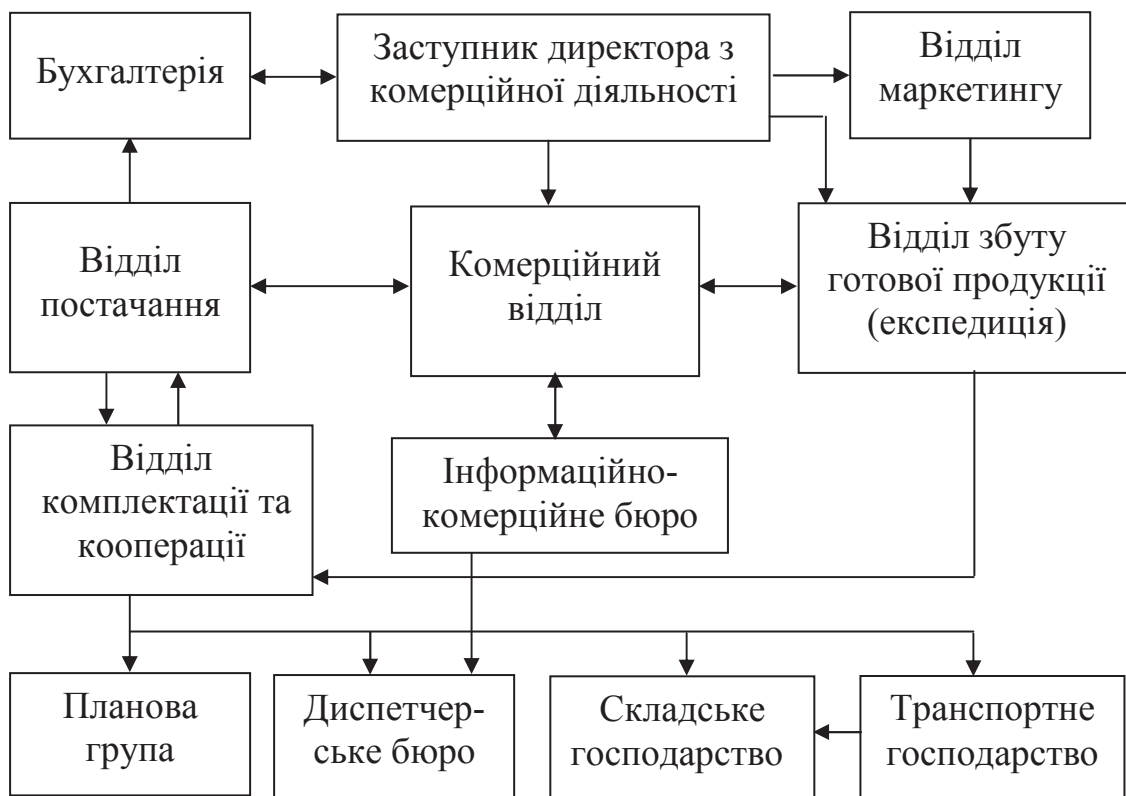 Бухгалтерія
Заступник директора з
комерційної діяльності
Відділ
маркетингу
Відділ
постачання
Комерційний
відділ
Відділ збуту
готової продукції
(експедиція)
Відділ
комплектації та
кооперації
Інформаційно-
комерційне бюро
Планова
група
Диспетчер-
ське бюро
Складське
господарство
Транспортне
господарство